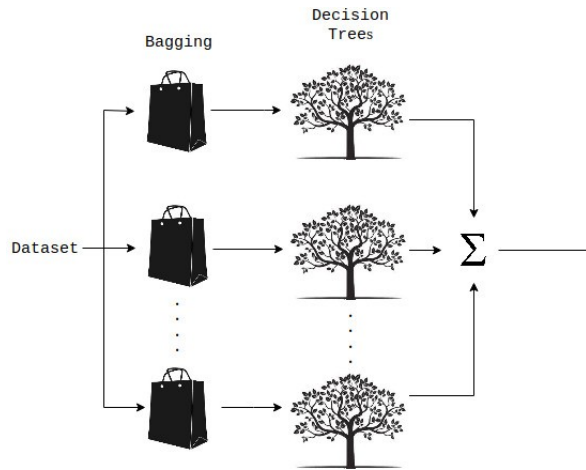 Decision
Trees
Bagging
Dataset
Σ